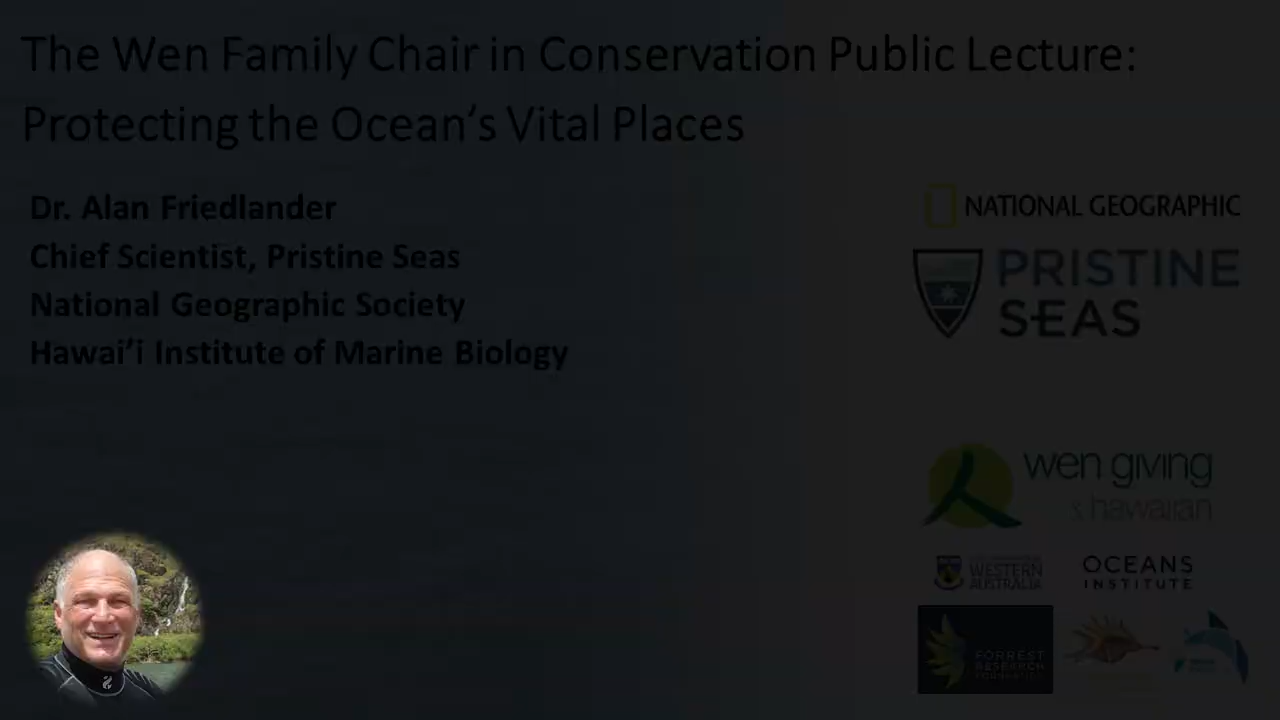 The Wen Family Chair in Conservation Public Lecture:
Protecting the Ocean’s Vital Places
Dr. Alan Friedlander
Chief Scientist, Pristine Seas
National Geographic Society
Hawai’i Institute of Marine Biology
NATIONAL GEOGRAPHIC
PRISTINE
SEAS
wen giving
& hawaiian
WESTERN
AUSTRALIA
OCEANS
INSTITUTE
FORREST
RESEARCH
FOUNDATION